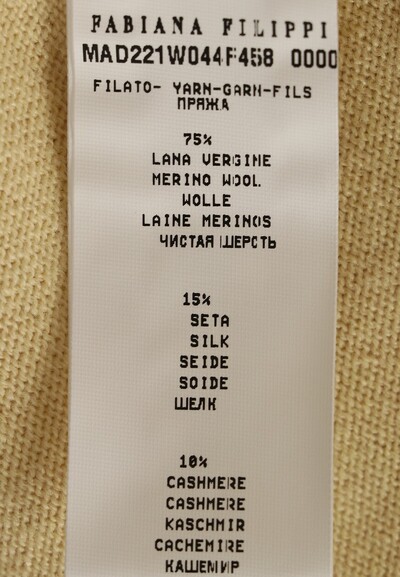 FABIANA FILIPPI
MAD221W044F458 0000
FILATO- YARN-GARN-FILS
ПРЯЖА
75%
LANA VERGINE
MERINO WOOL.
WOLLE
LAINE MERINOS
ЧИСТАЯ ШЕРСТЬ
15%
SETA
SILK
SEIDE
SOIDE
ШЕЛК
10%
CASHMERE
CASHMERE
KASCHMIR
CACHEMIRE
КАШЕМИР